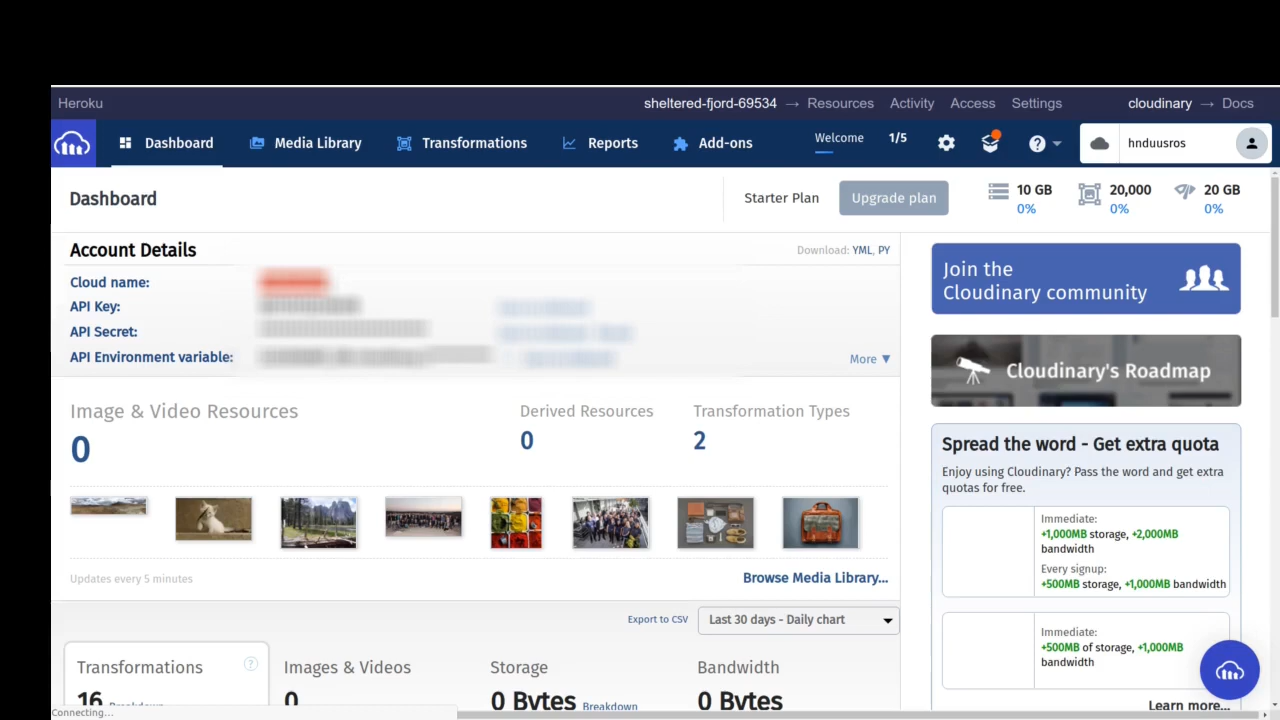 Heroku
sheltered-fjord-69534 → Resources Activity Access Settings cloudinary → Docs
Dashboard Media Library Transformations Reports Add-ons Welcome 1/5 hnduusros
Dashboard
Starter Plan Upgrade plan
10 GB 20,000 20 GB
0% 0% 0%
Account Details
Download: YML, PY
Cloud name:
API Key:
API Secret:
API Environment variable:
More ▼
Image & Video Resources
0
Derived Resources
0
Transformation Types
2
Updates every 5 minutes
Browse Media Library...
Export to CSV
Last 30 days - Daily chart
Transformations ?
16 Breakdown
Images & Videos
0
Storage
0 Bytes Breakdown
Bandwidth
0 Bytes
Join the
Cloudinary community
Cloudinary's Roadmap
Spread the word - Get extra quota
Enjoy using Cloudinary? Pass the word and get extra
quotas for free.
Immediate:
+1,000MB storage, +2,000MB
bandwidth
Every signup:
+500MB storage, +1,000MB bandwidth
Immediate:
+500MB of storage, +1,000MB
bandwidth
Learn more...
Connecting...